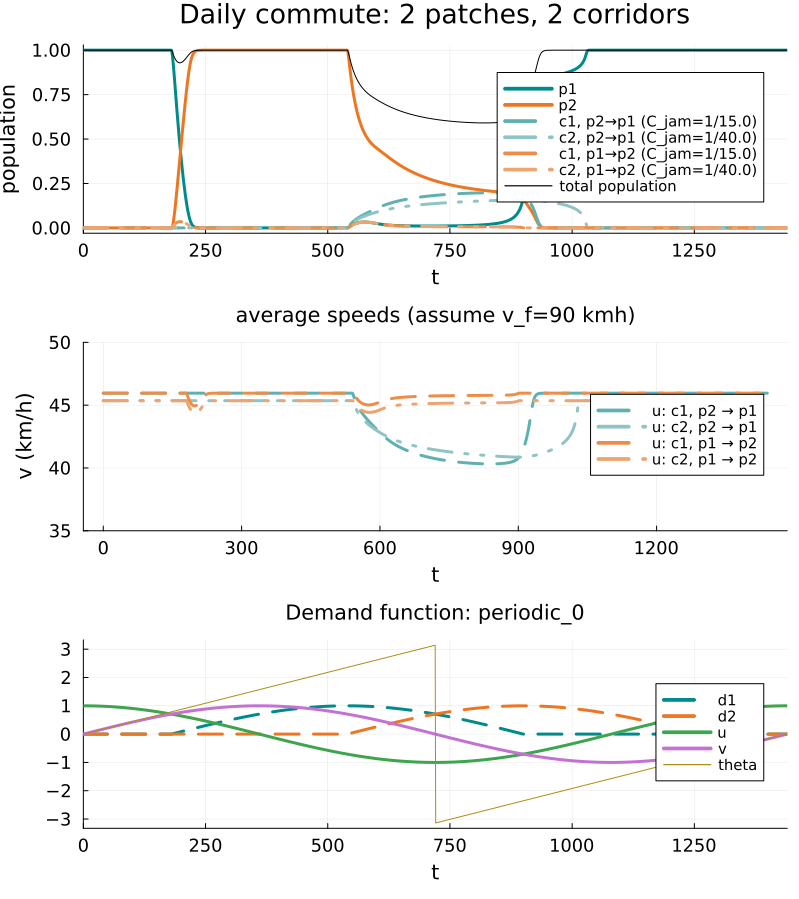 Daily commute: 2 patches, 2 corridors
population
1.00
0.75
0.50
0.25
0.00
0 250 500 750 1000 1250
t
p1
p2
c1, p2→p1 (C_jam=1/15.0)
c2, p2→p1 (C_jam=1/40.0)
c1, p1→p2 (C_jam=1/15.0)
c2, p1→p2 (C_jam=1/40.0)
total population
average speeds (assume v_f=90 kmh)
v (km/h)
50
45
40
35
0 300 600 900 1200
t
u: c1, p2 → p1
u: c2, p2 → p1
u: c1, p1 → p2
u: c2, p1 → p2
Demand function: periodic_0
3
2
1
0
−1
−2
−3
0 250 500 750 1000 1250
t
d1
d2
u
v
theta